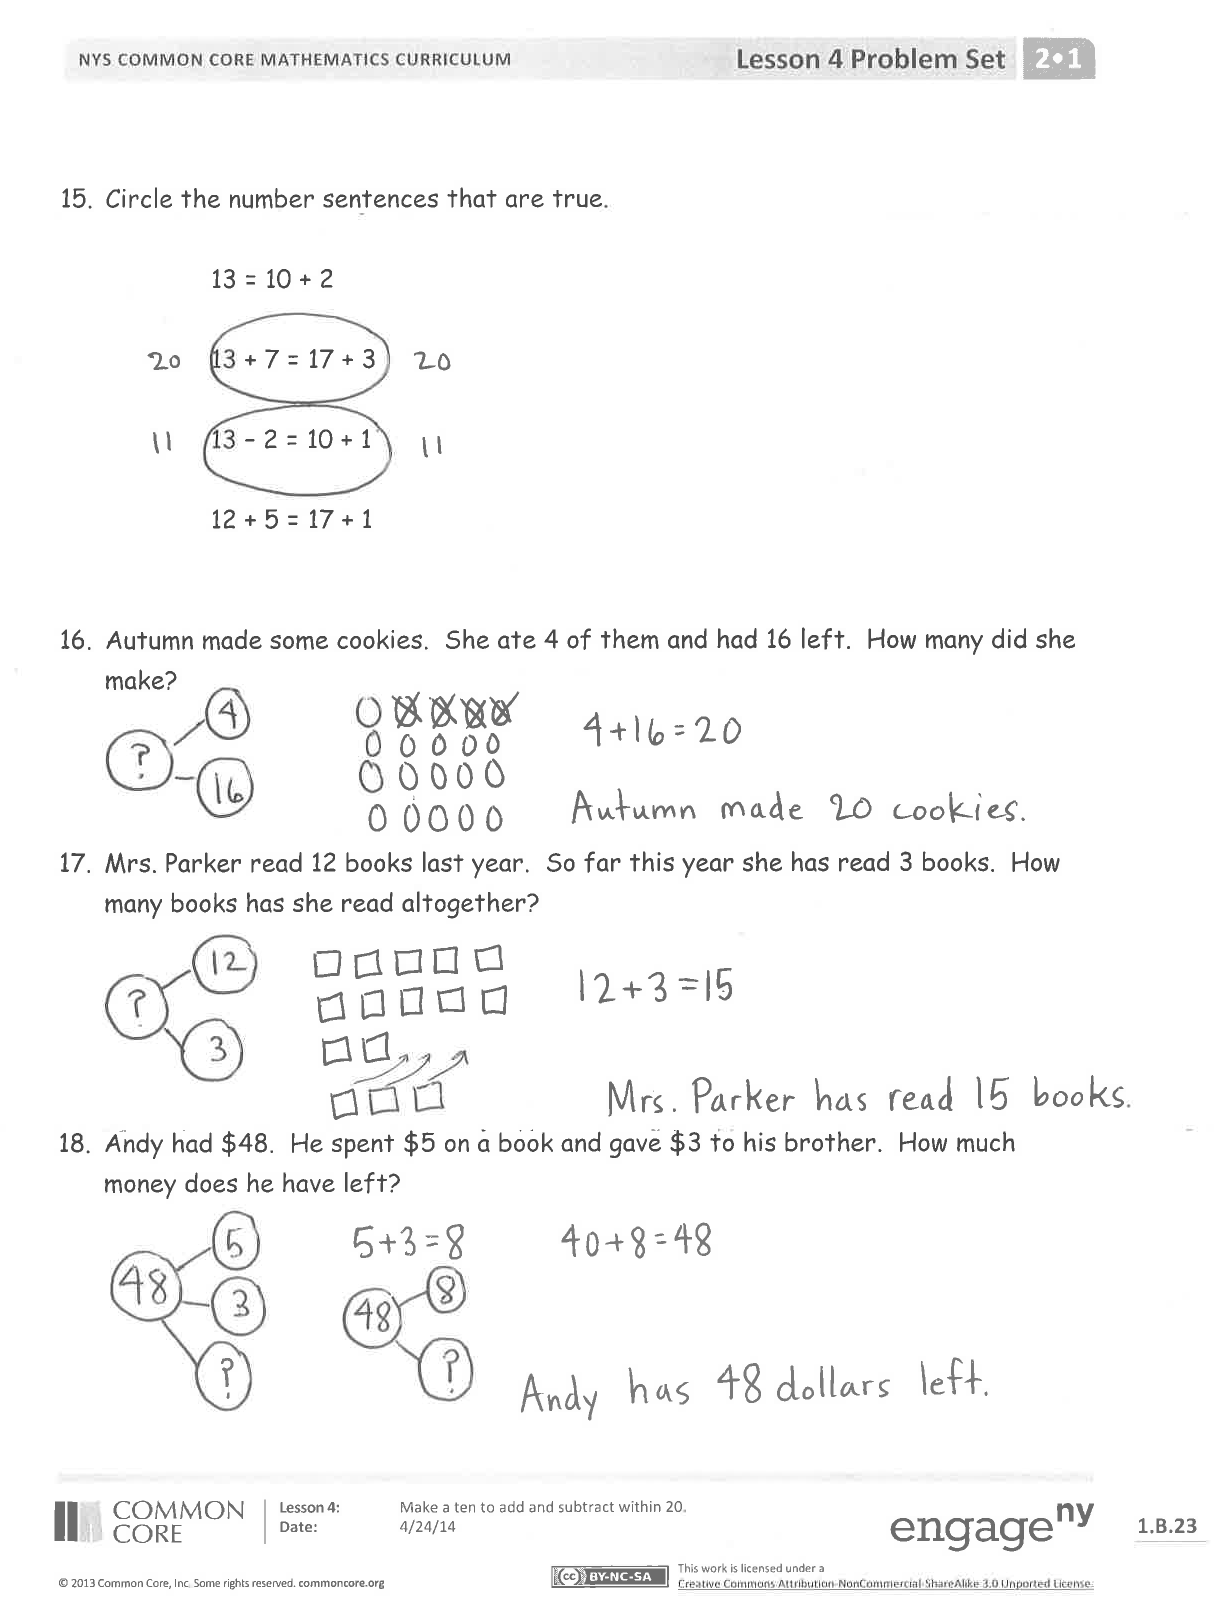 NYS COMMON CORE MATHEMATICS CURRICULUM Lesson 4 Problem Set 2•1
15. Circle the number sentences that are true.
13 = 10 + 2
20 13 + 7 = 17 + 3 20
11 13 - 2 = 10 + 1 11
12 + 5 = 17 + 1
16. Autumn made some cookies. She ate 4 of them and had 16 left. How many did she
make?
4
?
16
4+16=20
Autumn made 20 cookies.
17. Mrs. Parker read 12 books last year. So far this year she has read 3 books. How
many books has she read altogether?
12
?
3
12+3=15
Mrs. Parker has read 15 books.
18. Andy had $48. He spent $5 on a book and gave $3 to his brother. How much
money does he have left?
5 5+3=8 40+8=48
48 3 48 8
? ?
Andy has 48 dollars left.
COMMON CORE
Lesson 4: Make a ten to add and subtract within 20.
Date: 4/24/14
engage ny
1.B.23
© 2013 Common Core, Inc. Some rights reserved. commoncore.org
cc BY-NC-SA
This work is licensed under a
Creative Commons Attribution-NonCommercial-ShareAlike 3.0 Unported License.